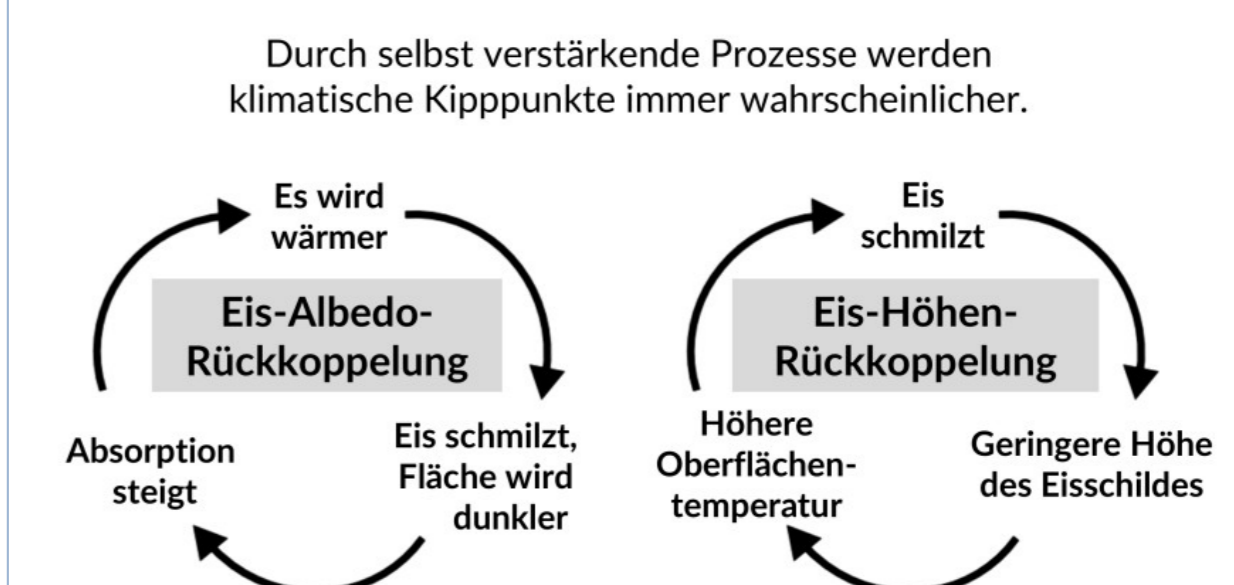 Durch selbst verstärkende Prozesse werden
klimatische Kipppunkte immer wahrscheinlicher.
Es wird
wärmer
Eis-Albedo-
Rückkoppelung
Eis schmilzt,
Fläche wird
dunkler
Absorption
steigt
Eis
schmilzt
Eis-Höhen-
Rückkoppelung
Geringere Höhe
des Eisschildes
Höhere
Oberflächen-
temperatur